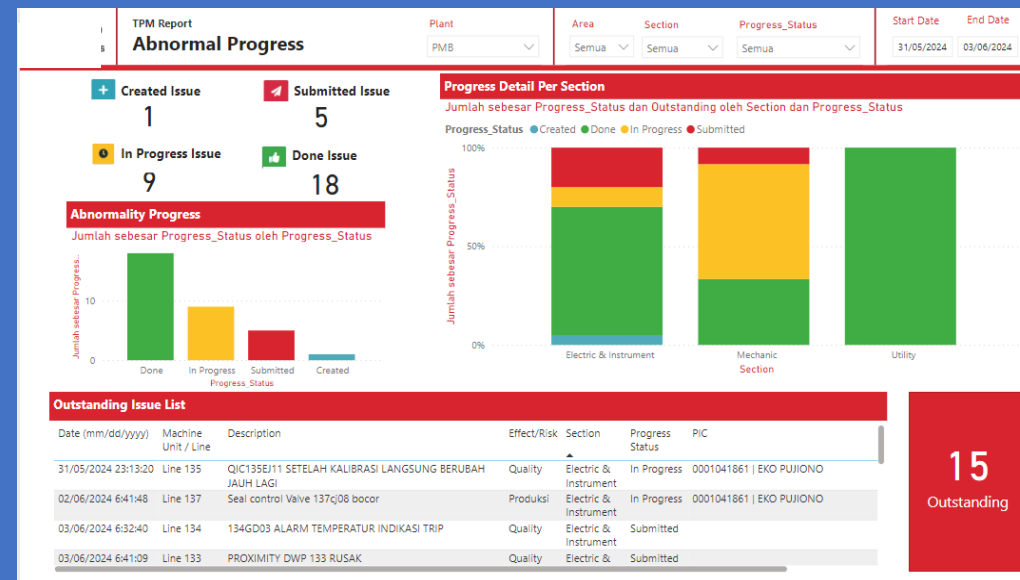 TPM Report
Abnormal Progress
Plant
PMB
Area
Semua
Section
Semua
Progress_Status
Semua
Start Date
31/05/2024
End Date
03/06/2024
Created Issue
1
Submitted Issue
5
In Progress Issue
9
Done Issue
18
Abnormality Progress
Jumlah sebesar Progress_Status oleh Progress_Status
Jumlah sebesar Progress...
10
0
Done In Progress Submitted Created
Progress_Status
Progress Detail Per Section
Jumlah sebesar Progress_Status dan Outstanding oleh Section dan Progress_Status
Progress_Status Created Done In Progress Submitted
Jumlah sebesar Progress_Status
100%
50%
0%
Electric & Instrument Mechanic Utility
Section
Outstanding Issue List
Date (mm/dd/yyyy) Machine Unit / Line Description Effect/Risk Section Progress Status PIC
31/05/2024 23:13:20 Line 135 QIC135EJ11 SETELAH KALIBRASI LANGSUNG BERUBAH JAUH LAGI Quality Electric & Instrument In Progress 0001041861 | EKO PUJIONO
02/06/2024 6:41:48 Line 137 Seal control Valve 137cj08 bocor Produksi Electric & Instrument In Progress 0001041861 | EKO PUJIONO
03/06/2024 6:32:40 Line 134 134GD03 ALARM TEMPERATUR INDIKASI TRIP Quality Electric & Instrument Submitted
03/06/2024 6:41:09 Line 133 PROXIMITY DWP 133 RUSAK Quality Electric & Submitted
15
Outstanding